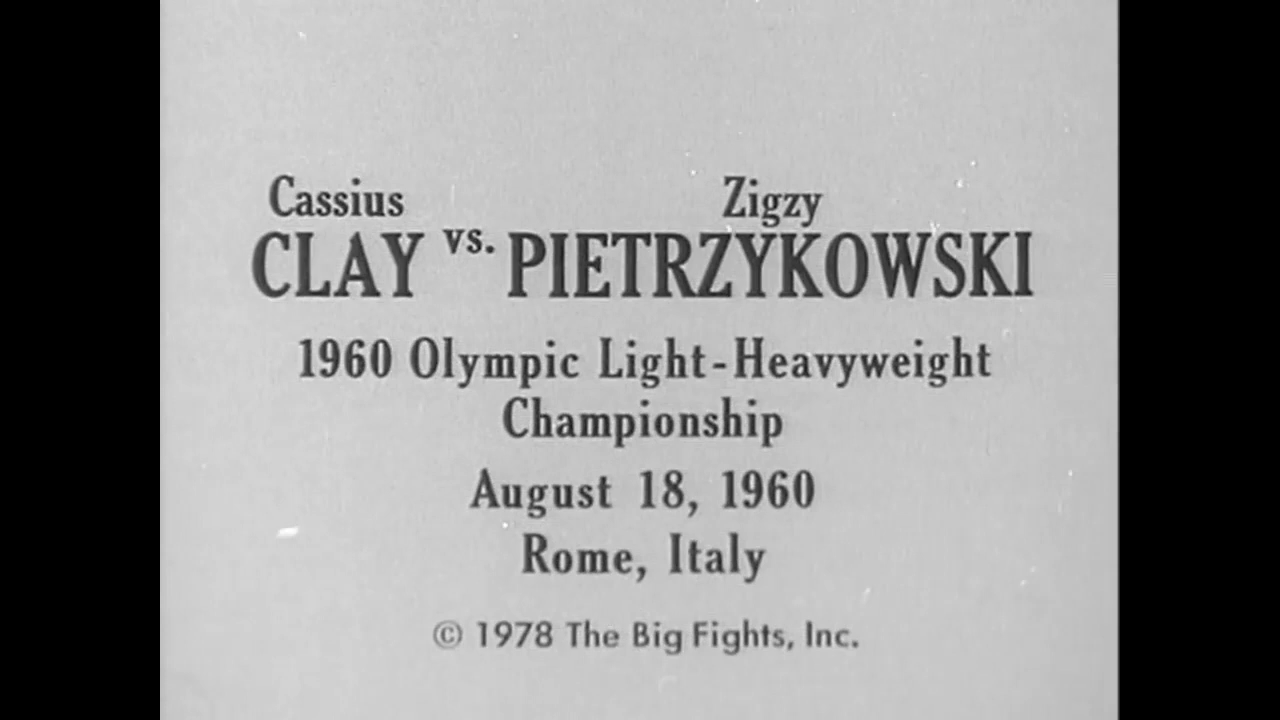 Cassius Zigzy
CLAY vs. PIETRZYKOWSKI
1960 Olympic Light-Heavyweight
Championship
August 18, 1960
Rome, Italy
© 1978 The Big Fights, Inc.